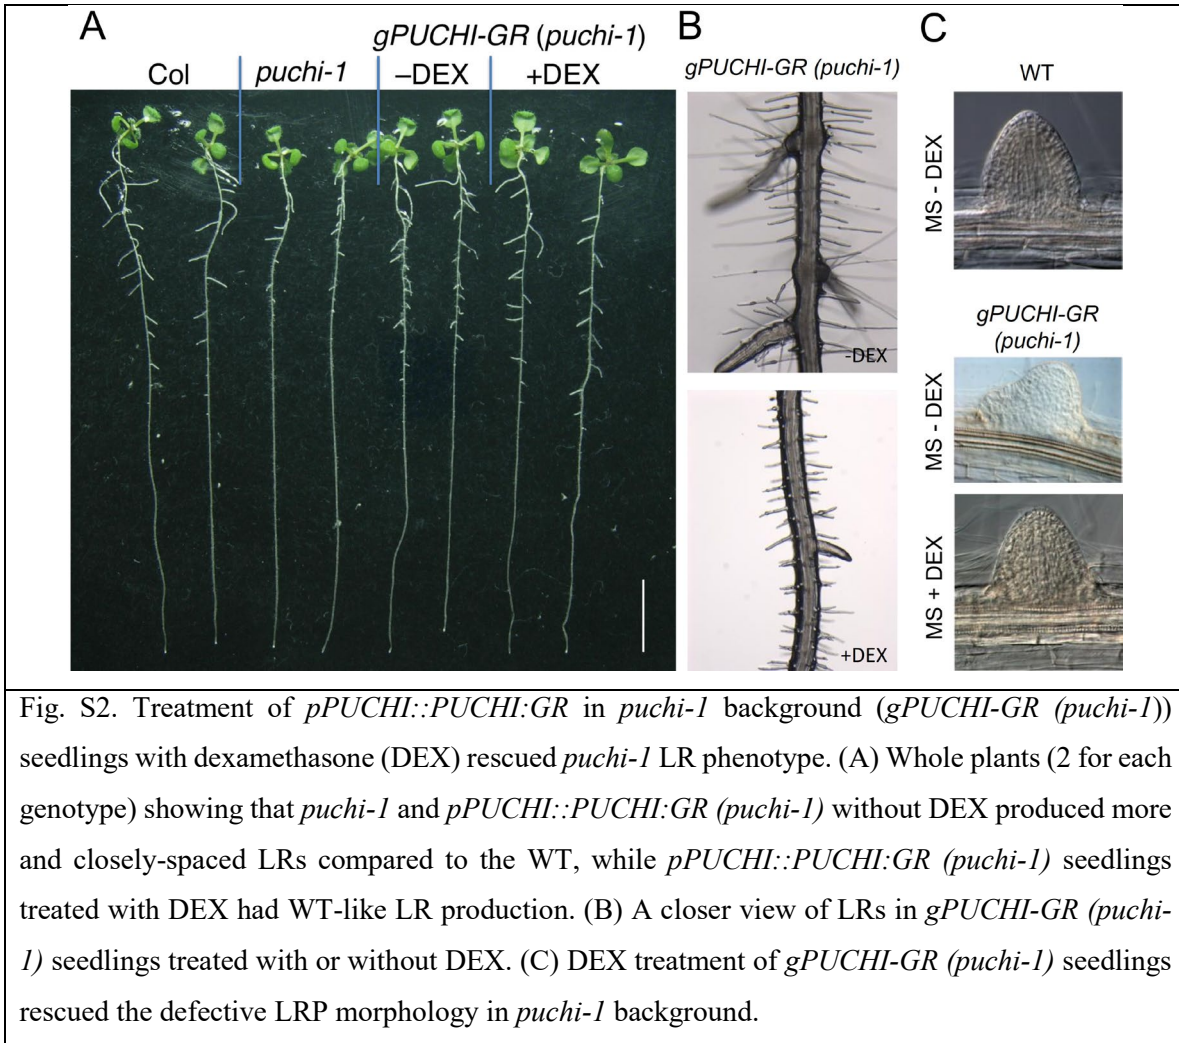 A
gPUCHI-GR (puchi-1)
Col
puchi-1
–DEX
+DEX
B
gPUCHI-GR (puchi-1)
-DEX
+DEX
C
WT
MS - DEX
gPUCHI-GR
(puchi-1)
MS - DEX
MS + DEX
Fig. S2. Treatment of pPUCHI::PUCHI:GR in puchi-1 background (gPUCHI-GR (puchi-1))
seedlings with dexamethasone (DEX) rescued puchi-1 LR phenotype. (A) Whole plants (2 for each
genotype) showing that puchi-1 and pPUCHI::PUCHI:GR (puchi-1) without DEX produced more
and closely-spaced LRs compared to the WT, while pPUCHI::PUCHI:GR (puchi-1) seedlings
treated with DEX had WT-like LR production. (B) A closer view of LRs in gPUCHI-GR (puchi-
1) seedlings treated with or without DEX. (C) DEX treatment of gPUCHI-GR (puchi-1) seedlings
rescued the defective LRP morphology in puchi-1 background.